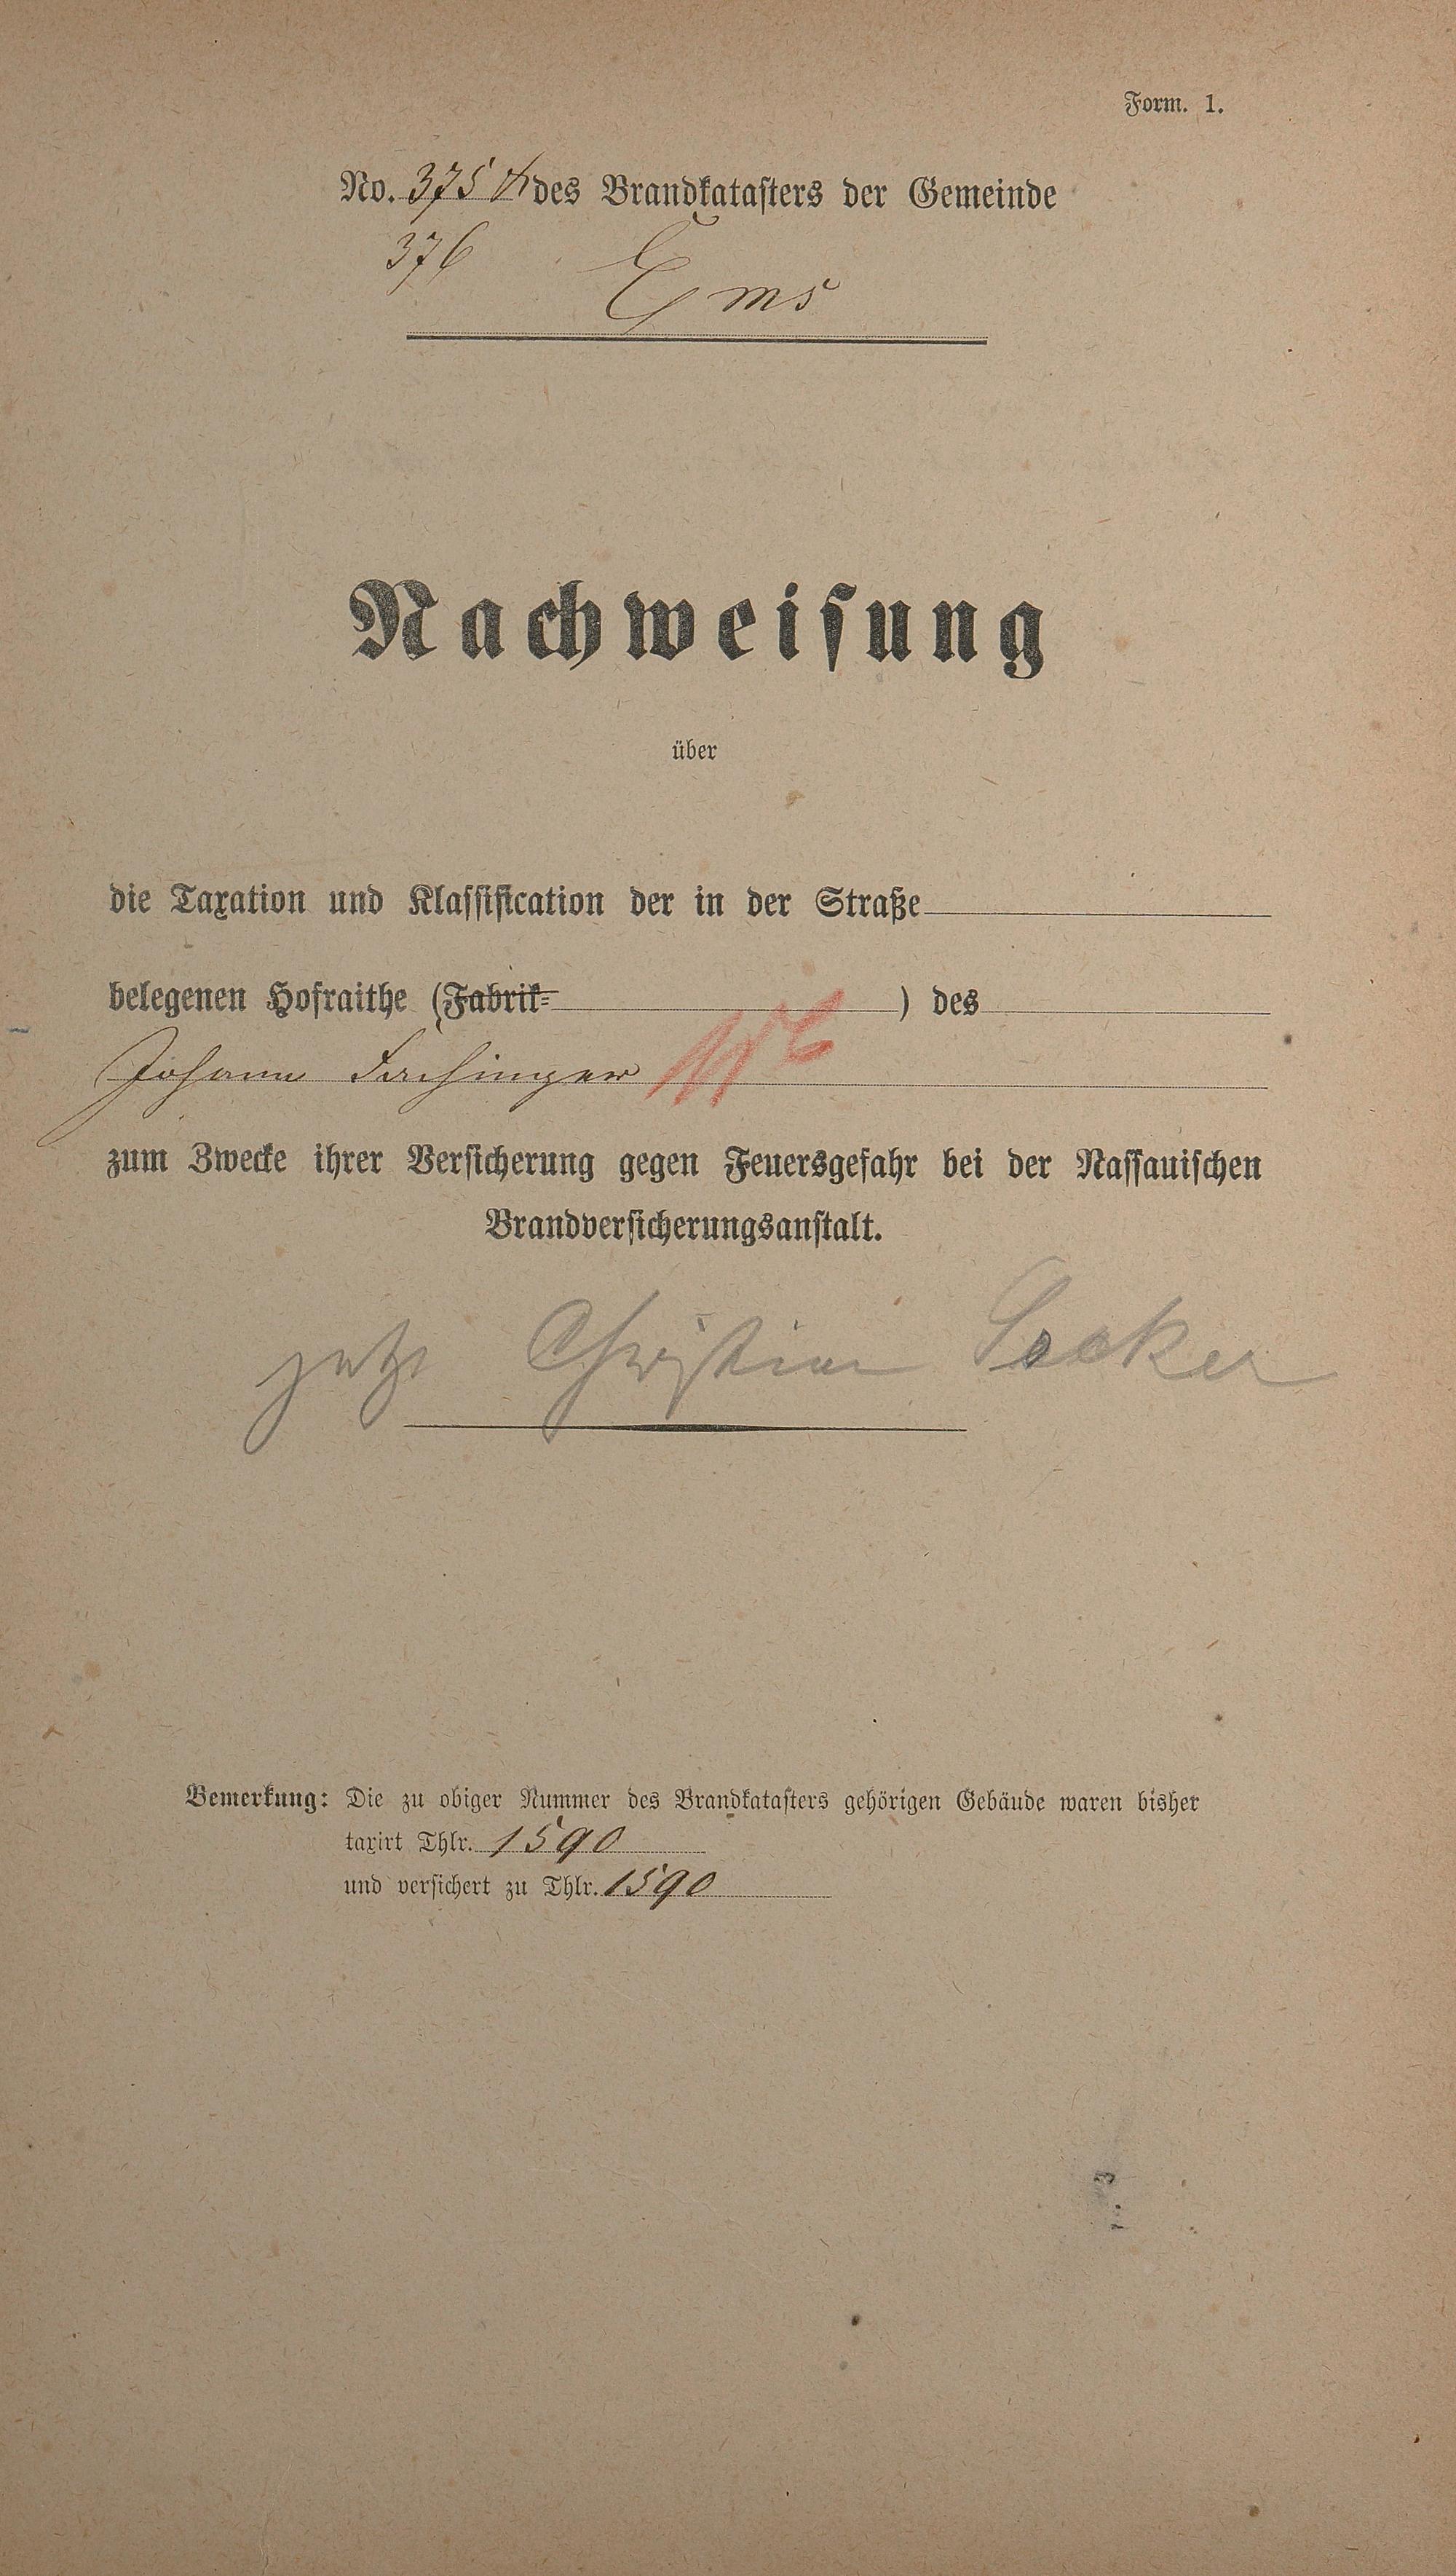 Form. 1.
No. 375 & des Brandkatasters der Gemeinde
376 Ems
Nachweisung
über
die Taxation und Klassification der in der Straße
belegenen Hofraithe (Fabrik- ) des
Johann Fachinger
zum Zwecke ihrer Versicherung gegen Feuersgefahr bei der Nassauischen
Brandversicherungsanstalt.
jetzt Christian
Bemerkung: Die zu obiger Nummer des Brandkatasters gehörigen Gebäude waren bisher
taxirt Thlr. 1590
und versichert zu Thlr. 1590